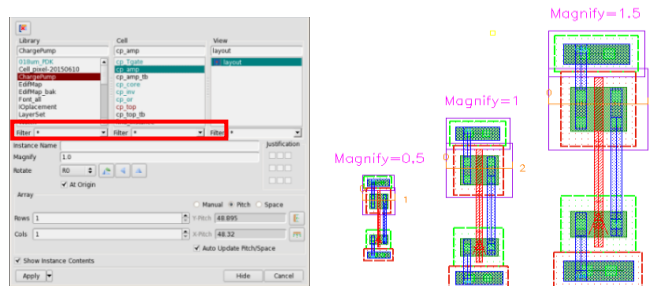 Library
Cell
View
ChargePump
cp_amp
layout
018um_PDK
Cell_pixel-20150610
ChargePump
EdifMap
EdifMap_bak
Font_all
IOplacement
LayerSet
cp_Tgate
cp_amp
cp_amp_tb
cp_core
cp_inv
cp_or
cp_top
cp_top_tb
layout
Filter *
Filter *
Filter *
Instance Name
Justification
Magnify 1.0
Rotate R0
At Origin
Array
Manual Pitch Space
Rows 1
Y-Pitch 48.895
Cols 1
X-Pitch 48.32
Auto Update Pitch/Space
Show Instance Contents
Apply
Hide
Cancel
Magnify=0.5
0
1
Magnify=1
0
2
Magnify=1.5
0